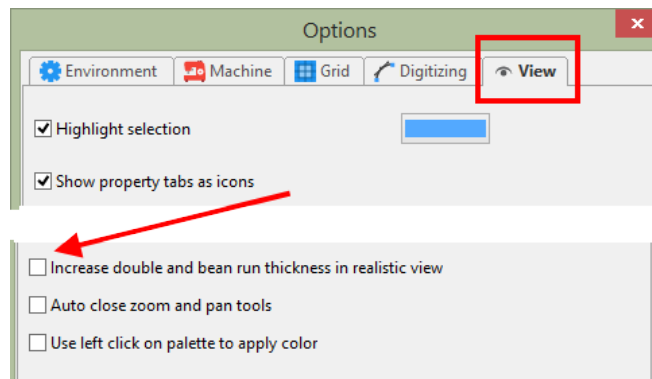 Options
Environment Machine Grid Digitizing View
Highlight selection
Show property tabs as icons
Increase double and bean run thickness in realistic view
Auto close zoom and pan tools
Use left click on palette to apply color